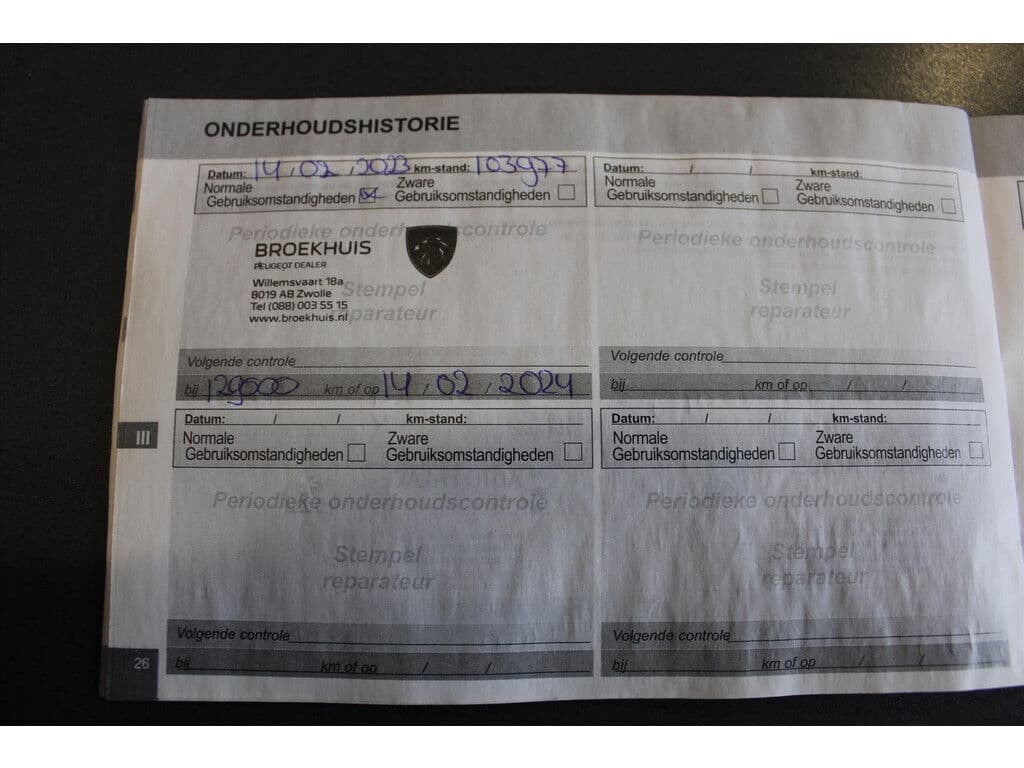 ONDERHOUDSHISTORIE
Datum: 14 / 02 / 2023 km-stand: 103977
Normale Gebruiksomstandigheden Zware Gebruiksomstandigheden
Periodieke onderhoudscontrole
BROEKHUIS
PEUGEOT DEALER
Willemsvaart 18a
8019 AB Zwolle
Tel (088) 003 55 15
www.broekhuis.nl
Stempel
reparateur
Volgende controle
bij 129000 km of op 14 / 02 / 2024
Datum: / / km-stand:
Normale Gebruiksomstandigheden Zware Gebruiksomstandigheden
Periodieke onderhoudscontrole
Stempel
reparateur
Volgende controle
bij km of op / /
III
Datum: / / km-stand:
Normale Gebruiksomstandigheden Zware Gebruiksomstandigheden
Periodieke onderhoudscontrole
Stempel
reparateur
Volgende controle
bij km of op / /
Datum: / / km-stand:
Normale Gebruiksomstandigheden Zware Gebruiksomstandigheden
Periodieke onderhoudscontrole
Stempel
reparateur
Volgende controle
bij km of op / /
26